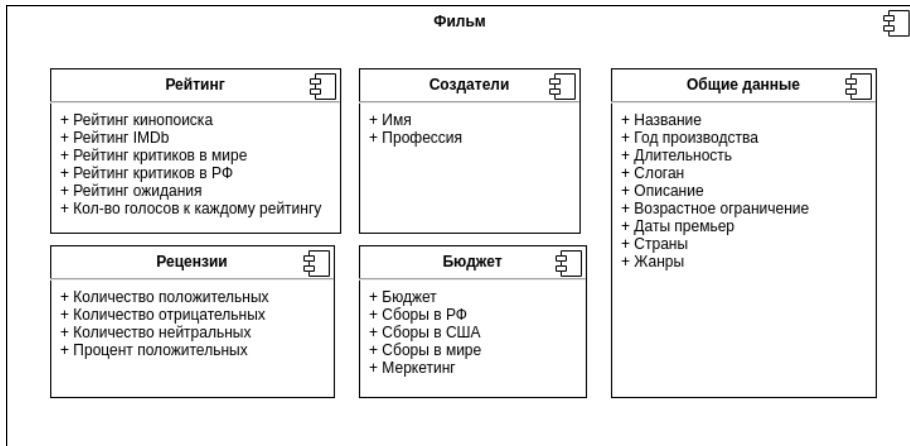 Фильм
Рейтинг
+ Рейтинг кинопоиска
+ Рейтинг IMDb
+ Рейтинг критиков в мире
+ Рейтинг критиков в РФ
+ Рейтинг ожидания
+ Кол-во голосов к каждому рейтингу
Создатели
+ Имя
+ Профессия
Общие данные
+ Название
+ Год производства
+ Длительность
+ Слоган
+ Описание
+ Возрастное ограничение
+ Даты премьер
+ Страны
+ Жанры
Рецензии
+ Количество положительных
+ Количество отрицательных
+ Количество нейтральных
+ Процент положительных
Бюджет
+ Бюджет
+ Сборы в РФ
+ Сборы в США
+ Сборы в мире
+ Меркетинг